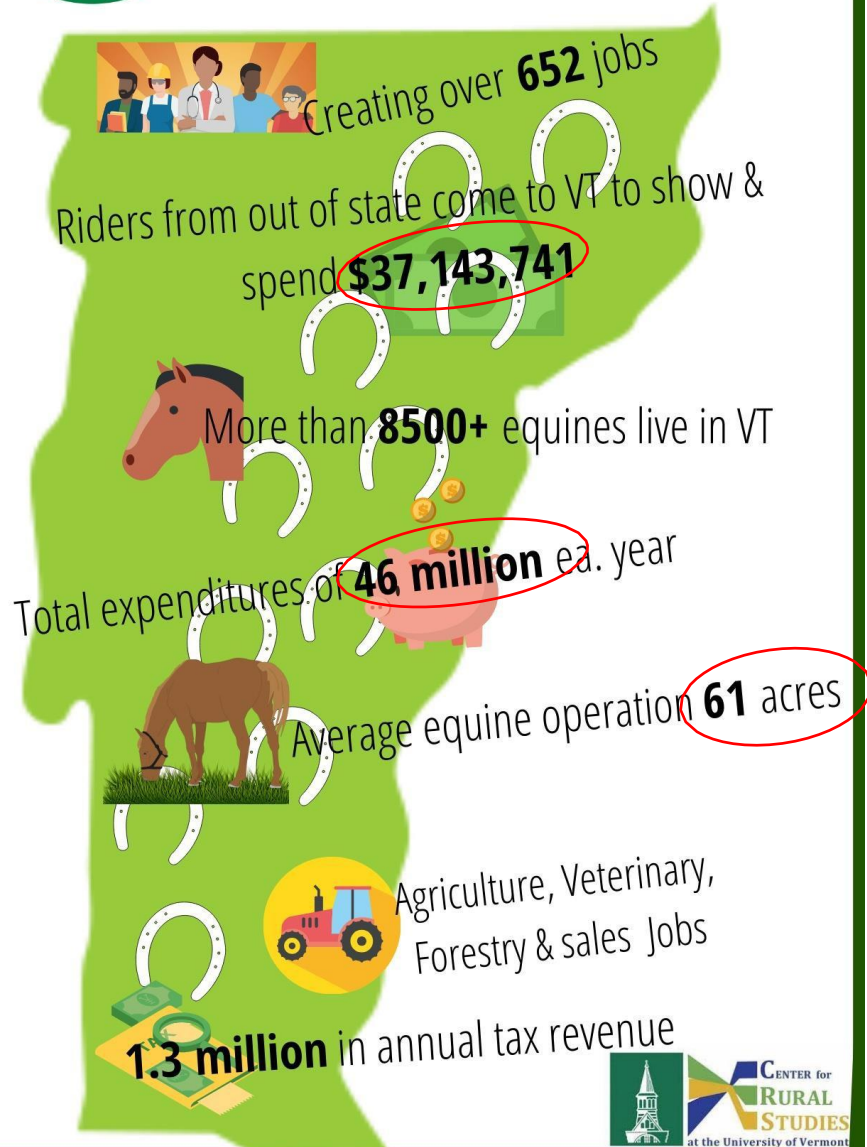 Creating over 652 jobs
Riders from out of state come to VT to show &
spend $37,143,741
More than 8500+ equines live in VT
Total expenditures of 46 million ea. year
Average equine operation 61 acres
Agriculture, Veterinary,
Forestry & sales Jobs
TAX
1.3 million in annual tax revenue
CENTER for
RURAL
STUDIES
at the University of Vermont